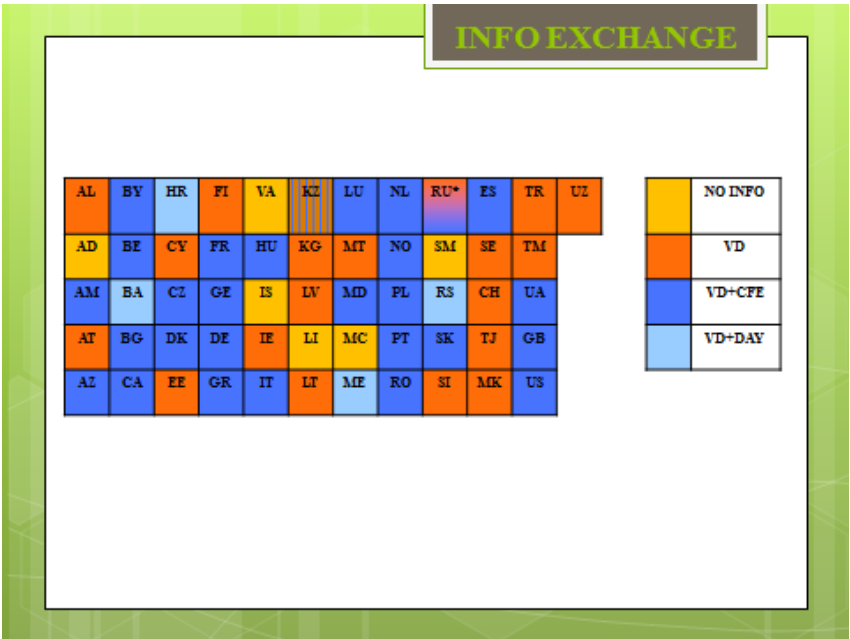 INFO EXCHANGE
AL BY HR FI VA KZ LU NL RU* ES TR UZ NO INFO
AD BE CY FR HU KG MT NO SM SE TM VD
AM BA CZ GE IS LV MD PL RS CH UA VD+CFE
AT BG DK DE IE LI MC PT SK TJ GB VD+DAY
AZ CA EE GR IT LT ME RO SI MK US